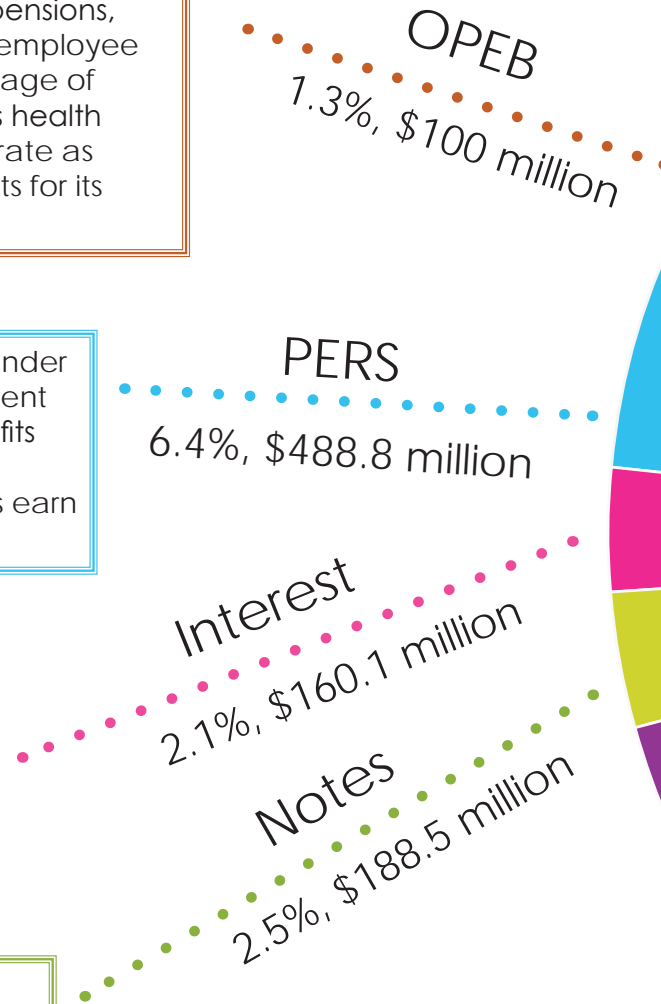 pensions,
employee
age of
s health
rate as
ts for its
OPEB
1.3%, $100 million
nder
ent
fits
s earn
PERS
6.4%, $488.8 million
Interest
2.1%, $160.1 million
Notes
2.5%, $188.5 million